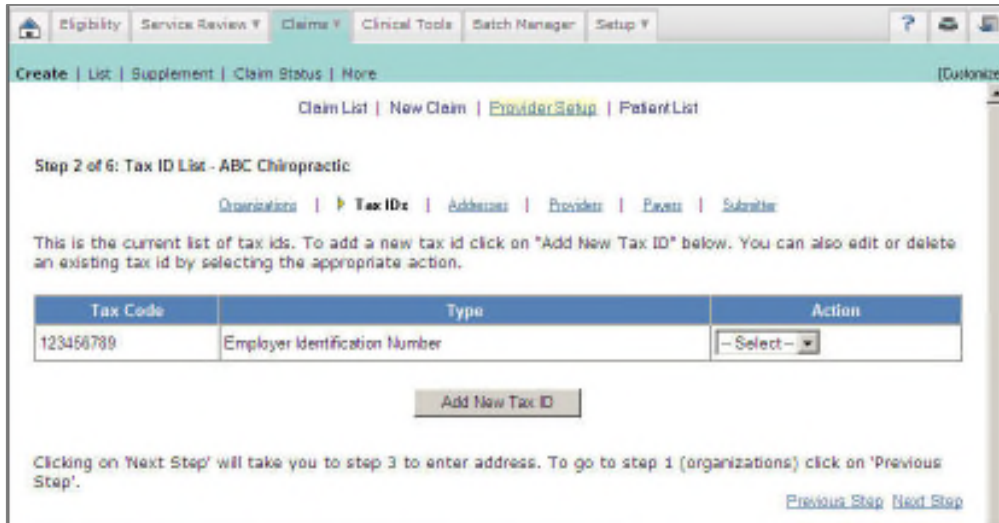 Eligibility Service Review Claims Clinical Tools Batch Manager Setup ?
Create | List | Supplement | Claim Status | More [Customize
Claim List | New Claim | Provider Setup | Patient List
Step 2 of 6: Tax ID List - ABC Chiropractic
Organizations | Tax IDs | Addresses | Providers | Payers | Submitter
This is the current list of tax ids. To add a new tax id click on "Add New Tax ID" below. You can also edit or delete
an existing tax id by selecting the appropriate action.
Tax Code Type Action
123456789 Employer Identification Number -- Select --
Add New Tax ID
Clicking on 'Next Step' will take you to step 3 to enter address. To go to step 1 (organizations) click on 'Previous
Step'.
Previous Step Next Step